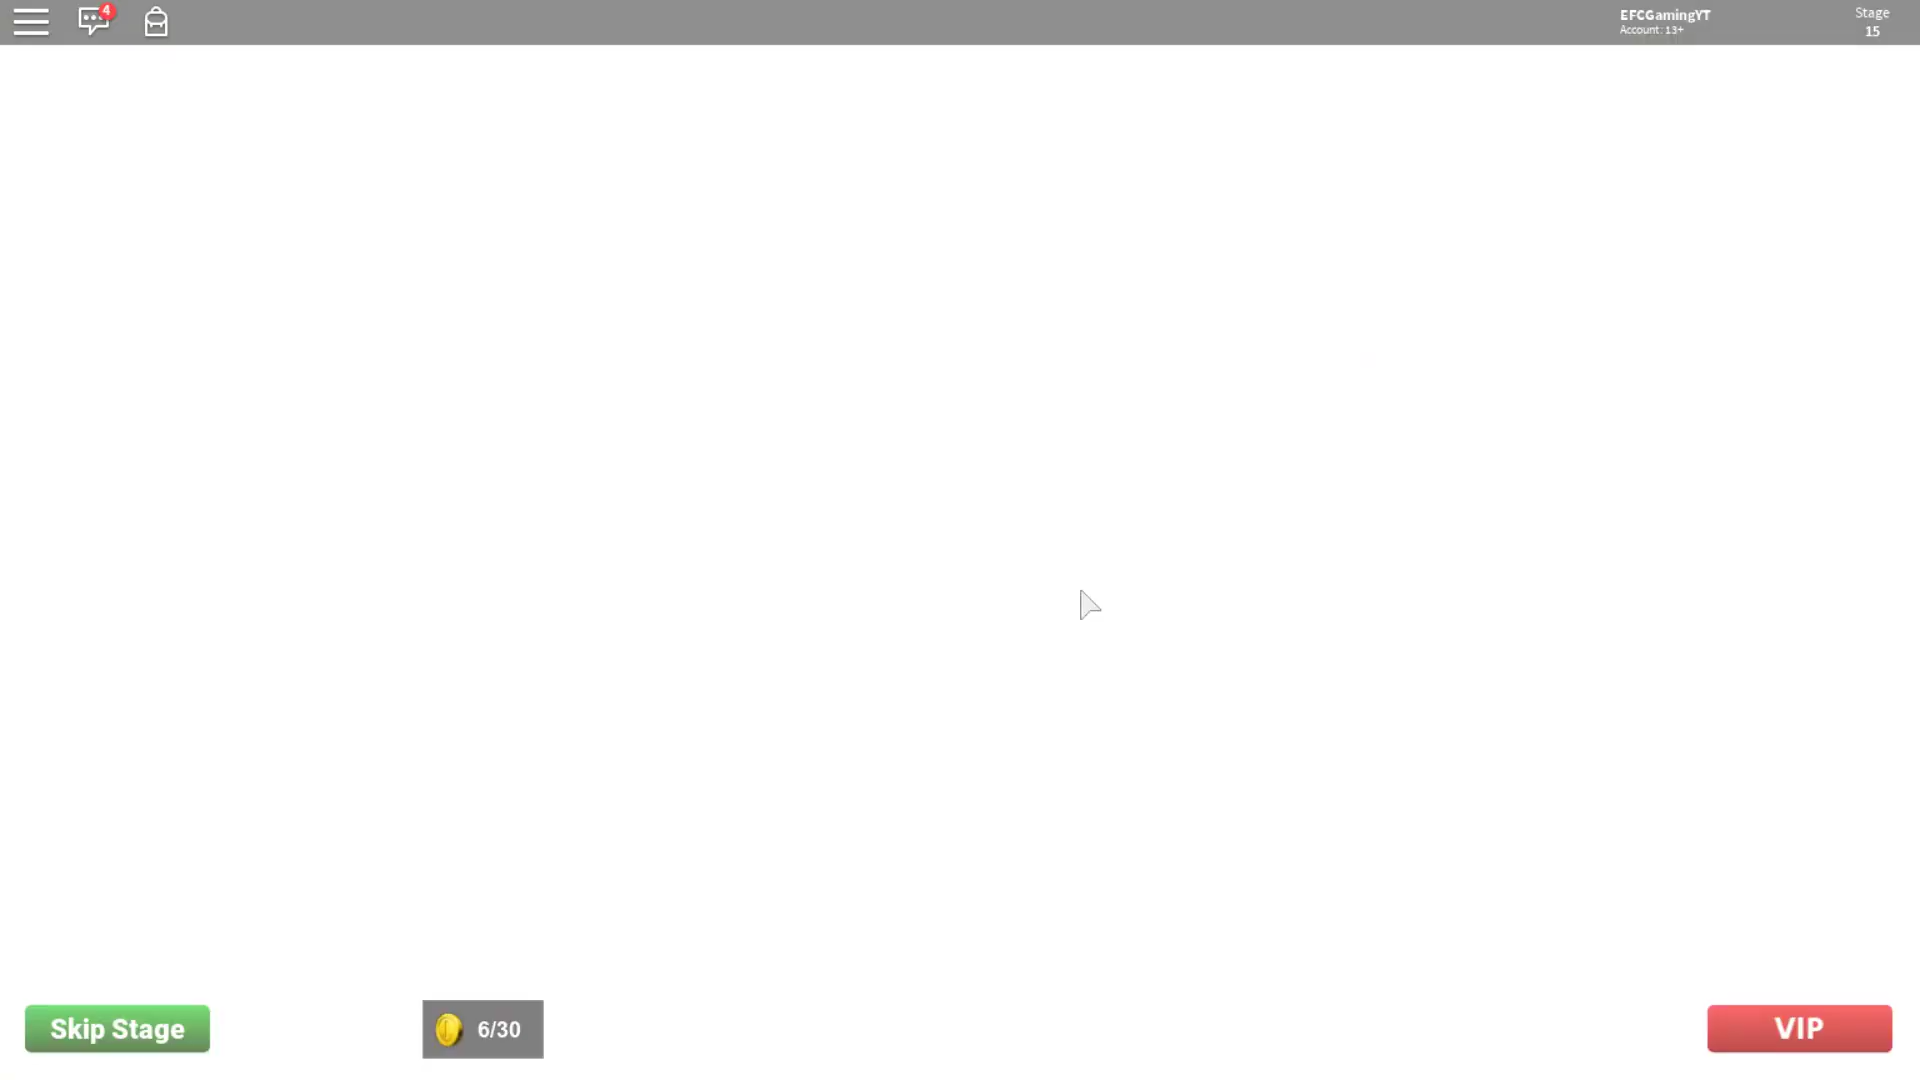 4
EFCGamingYT
Account: 13+
Stage
15
Skip Stage
6/30
VIP